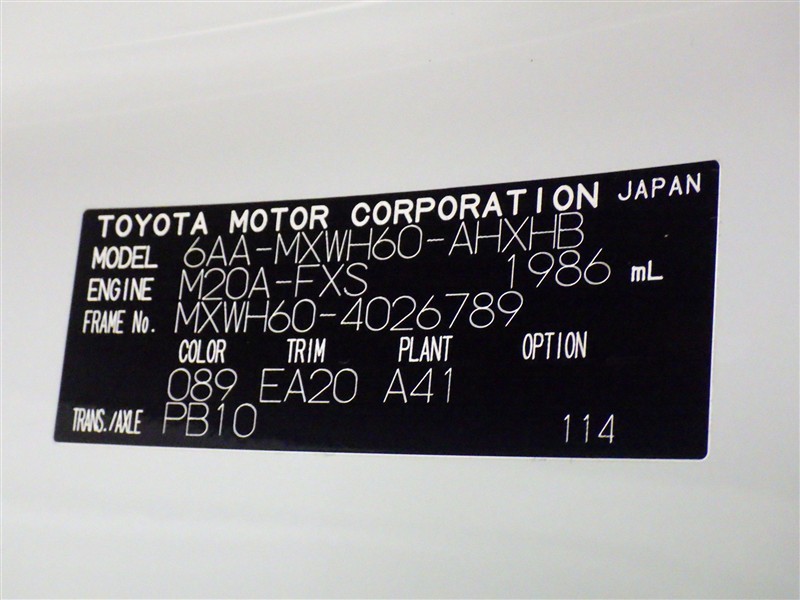 TOYOTA MOTOR CORPORATION JAPAN
MODEL 6AA-MXWH60-AHXHB
ENGINE M20A-FXS 1986 mL
FRAME No. MXWH60-4026789
COLOR TRIM PLANT OPTION
089 EA20 A41
TRANS./AXLE PB10 114